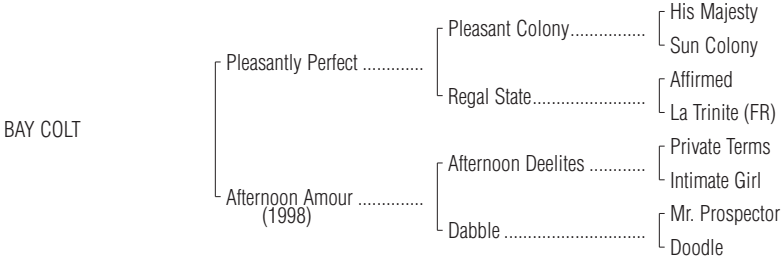 His Majesty
Pleasant Colony................
Sun Colony
Pleasantly Perfect .............
Affirmed
Regal State........................
La Trinite (FR)
BAY COLT
Private Terms
Afternoon Deelites ............
Intimate Girl
Afternoon Amour ..............
(1998)
Mr. Prospector
Dabble ..............................
Doodle